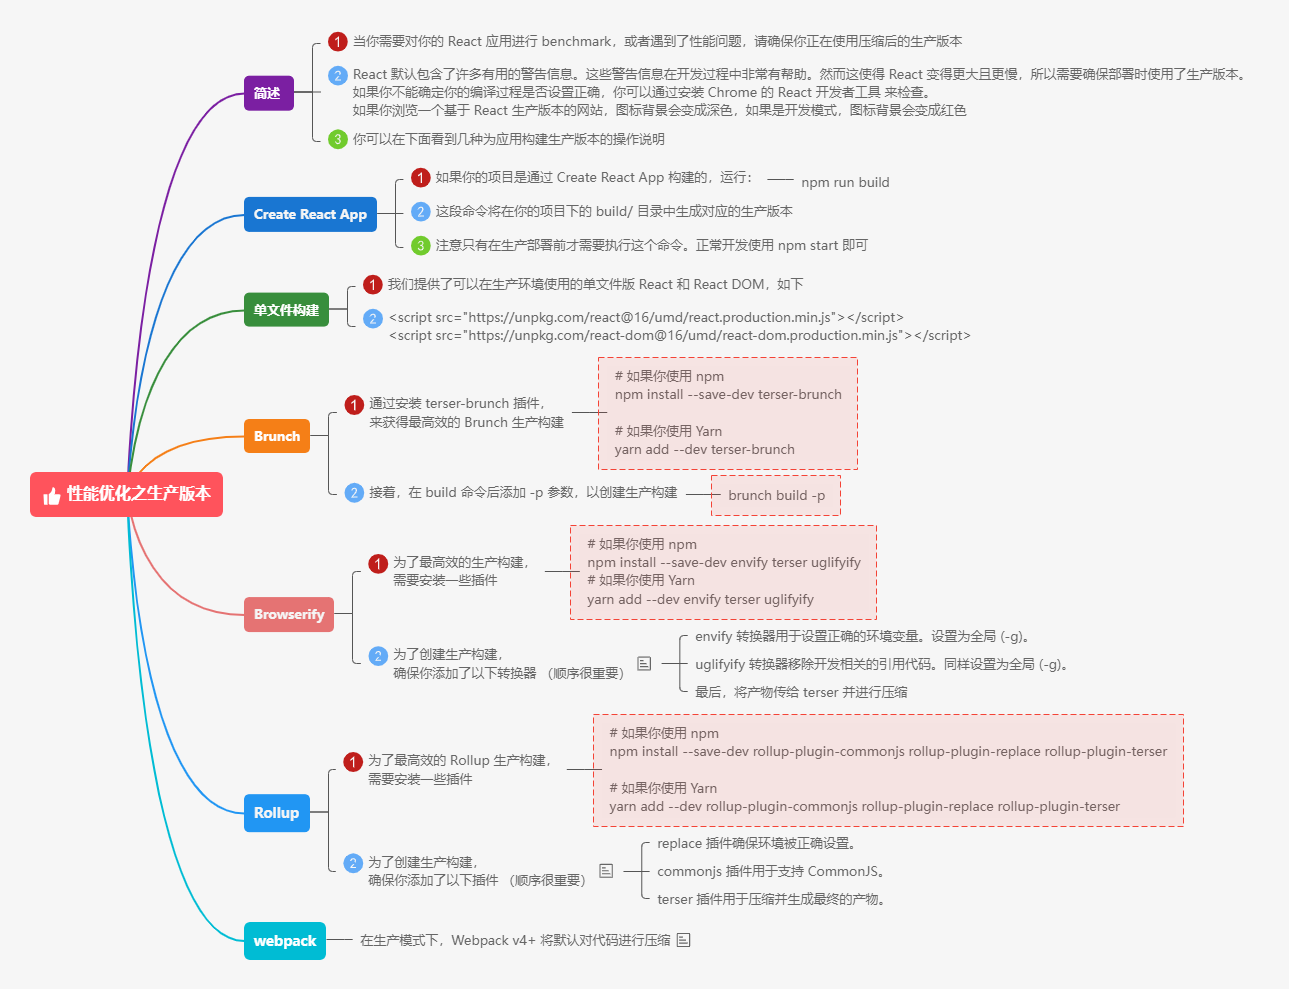 性能优化之生产版本
简述
1 当你需要对你的 React 应用进行 benchmark，或者遇到了性能问题，请确保你正在使用压缩后的生产版本
2 React 默认包含了许多有用的警告信息。这些警告信息在开发过程中非常有帮助。然而这使得 React 变得更大且更慢，所以需要确保部署时使用了生产版本。
如果你不能确定你的编译过程是否设置正确，你可以通过安装 Chrome 的 React 开发者工具 来检查。
如果你浏览一个基于 React 生产版本的网站，图标背景会变成深色，如果是开发模式，图标背景会变成红色
3 你可以在下面看到几种为应用构建生产版本的操作说明
Create React App
1 如果你的项目是通过 Create React App 构建的，运行：
npm run build
2 这段命令将在你的项目下的 build/ 目录中生成对应的生产版本
3 注意只有在生产部署前才需要执行这个命令。正常开发使用 npm start 即可
单文件构建
1 我们提供了可以在生产环境使用的单文件版 React 和 React DOM，如下
2 <script src="https://unpkg.com/react@16/umd/react.production.min.js"></script>
<script src="https://unpkg.com/react-dom@16/umd/react-dom.production.min.js"></script>
Brunch
1 通过安装 terser-brunch 插件，
来获得最高效的 Brunch 生产构建
# 如果你使用 npm
npm install --save-dev terser-brunch
# 如果你使用 Yarn
yarn add --dev terser-brunch
2 接着，在 build 命令后添加 -p 参数，以创建生产构建
brunch build -p
Browserify
1 为了最高效的生产构建，
需要安装一些插件
# 如果你使用 npm
npm install --save-dev envify terser uglifyify
# 如果你使用 Yarn
yarn add --dev envify terser uglifyify
2 为了创建生产构建，
确保你添加了以下转换器 （顺序很重要）
envify 转换器用于设置正确的环境变量。设置为全局 (-g)。
uglifyify 转换器移除开发相关的引用代码。同样设置为全局 (-g)。
最后，将产物传给 terser 并进行压缩
Rollup
1 为了最高效的 Rollup 生产构建，
需要安装一些插件
# 如果你使用 npm
npm install --save-dev rollup-plugin-commonjs rollup-plugin-replace rollup-plugin-terser
# 如果你使用 Yarn
yarn add --dev rollup-plugin-commonjs rollup-plugin-replace rollup-plugin-terser
2 为了创建生产构建，
确保你添加了以下插件 （顺序很重要）
replace 插件确保环境被正确设置。
commonjs 插件用于支持 CommonJS。
terser 插件用于压缩并生成最终的产物。
webpack
在生产模式下，Webpack v4+ 将默认对代码进行压缩